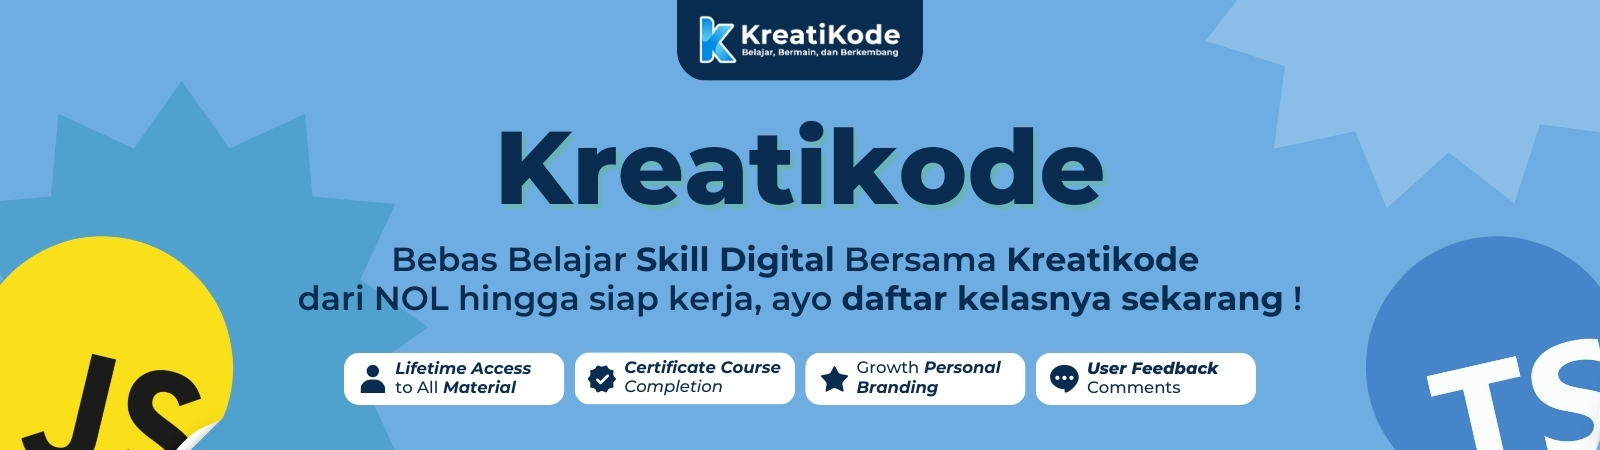 KreatiKode
Belajar, Bermain, dan Berkembang
Kreatikode
Bebas Belajar Skill Digital Bersama Kreatikode
dari NOL hingga siap kerja, ayo daftar kelasnya sekarang !
Lifetime Access
to All Material
Certificate Course
Completion
Growth Personal
Branding
User Feedback
Comments
JS
TS